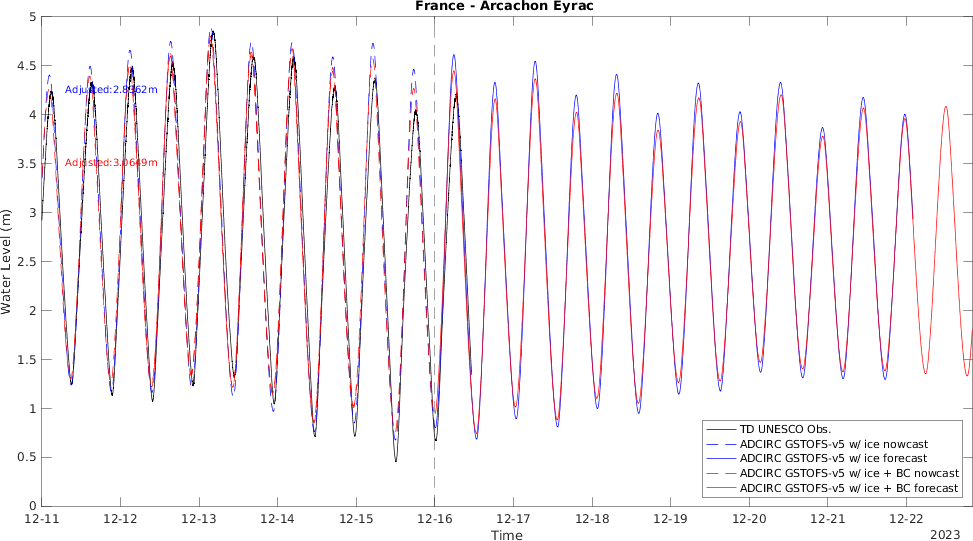 France - Arcachon Eyrac
Water Level (m)
5
4.5
4
3.5
3
2.5
2
1.5
1
0.5
0
Adjusted:2.8362m
Adjusted:3.0649m
TD UNESCO Obs.
ADCIRC GSTOFS-v5 w/ ice nowcast
ADCIRC GSTOFS-v5 w/ ice forecast
ADCIRC GSTOFS-v5 w/ ice + BC nowcast
ADCIRC GSTOFS-v5 w/ ice + BC forecast
12-11 12-12 12-13 12-14 12-15 12-16 12-17 12-18 12-19 12-20 12-21 12-22
Time
2023